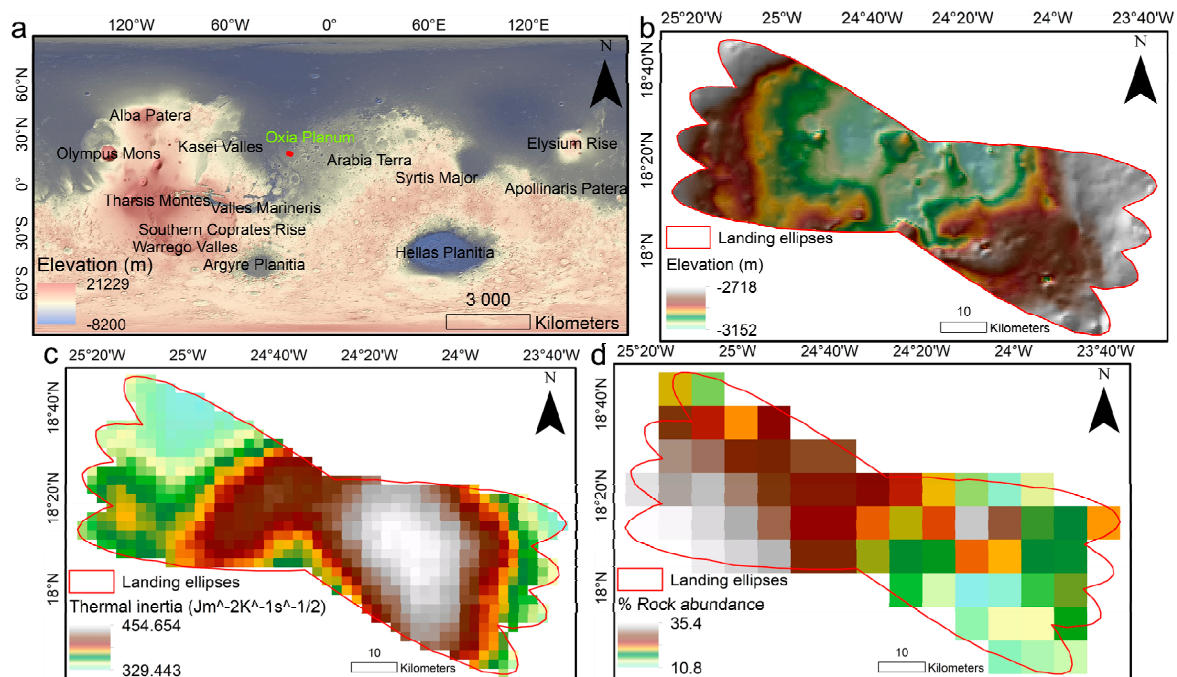 a
120°W 60°W 0° 60°E 120°E
N
60°N
30°N
0°
30°S
60°S
Alba Patera
Olympus Mons
Kasei Valles
Oxia Planum
Arabia Terra
Syrtis Major
Elysium Rise
Apollinaris Patera
Tharsis Montes
Valles Marineris
Southern Coprates Rise
Warrego Valles
Argyre Planitia
Hellas Planitia
Elevation (m)
21229
-8200
3 000
Kilometers
b
25°20'W 25°W 24°40'W 24°20'W 24°W 23°40'W
N
18°40'N
18°20'N
18°N
Landing ellipses
Elevation (m)
-2718
-3152
10
Kilometers
c
25°20'W 25°W 24°40'W 24°20'W 24°W 23°40'W
N
18°40'N
18°20'N
18°N
Landing ellipses
Thermal inertia (Jm^-2K^-1s^-1/2)
454.654
329.443
10
Kilometers
d
25°20'W 25°W 24°40'W 24°20'W 24°W 23°40'W
N
18°40'N
18°20'N
18°N
Landing ellipses
% Rock abundance
35.4
10.8
10
Kilometers